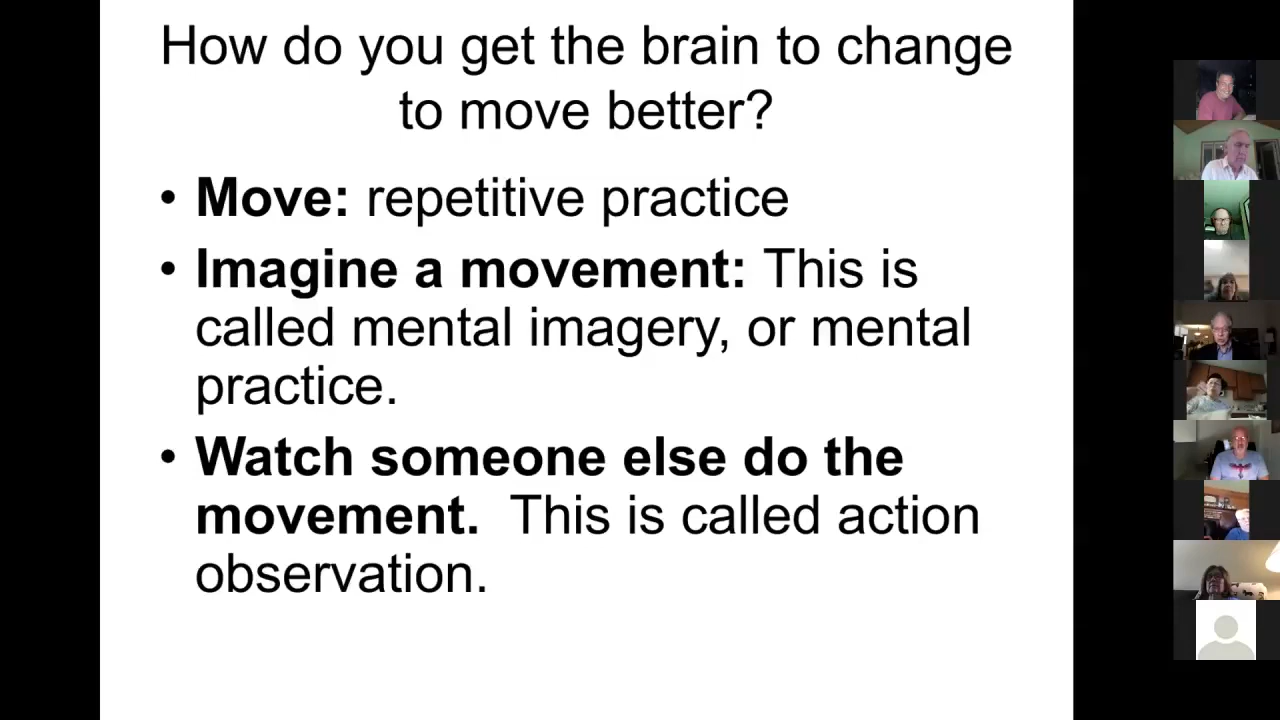 How do you get the brain to change
to move better?
• Move: repetitive practice
• Imagine a movement: This is
called mental imagery, or mental
practice.
• Watch someone else do the
movement.  This is called action
observation.